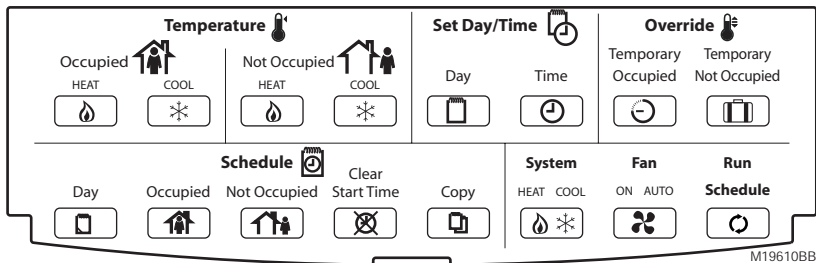 Temperature
Set Day/Time
Override
Occupied
HEAT COOL
Not Occupied
HEAT COOL
Day
Time
Temporary
Occupied
Temporary
Not Occupied
Schedule
Day
Occupied
Not Occupied
Clear
Start Time
Copy
System
HEAT COOL
Fan
ON AUTO
Run
Schedule
M19610BB